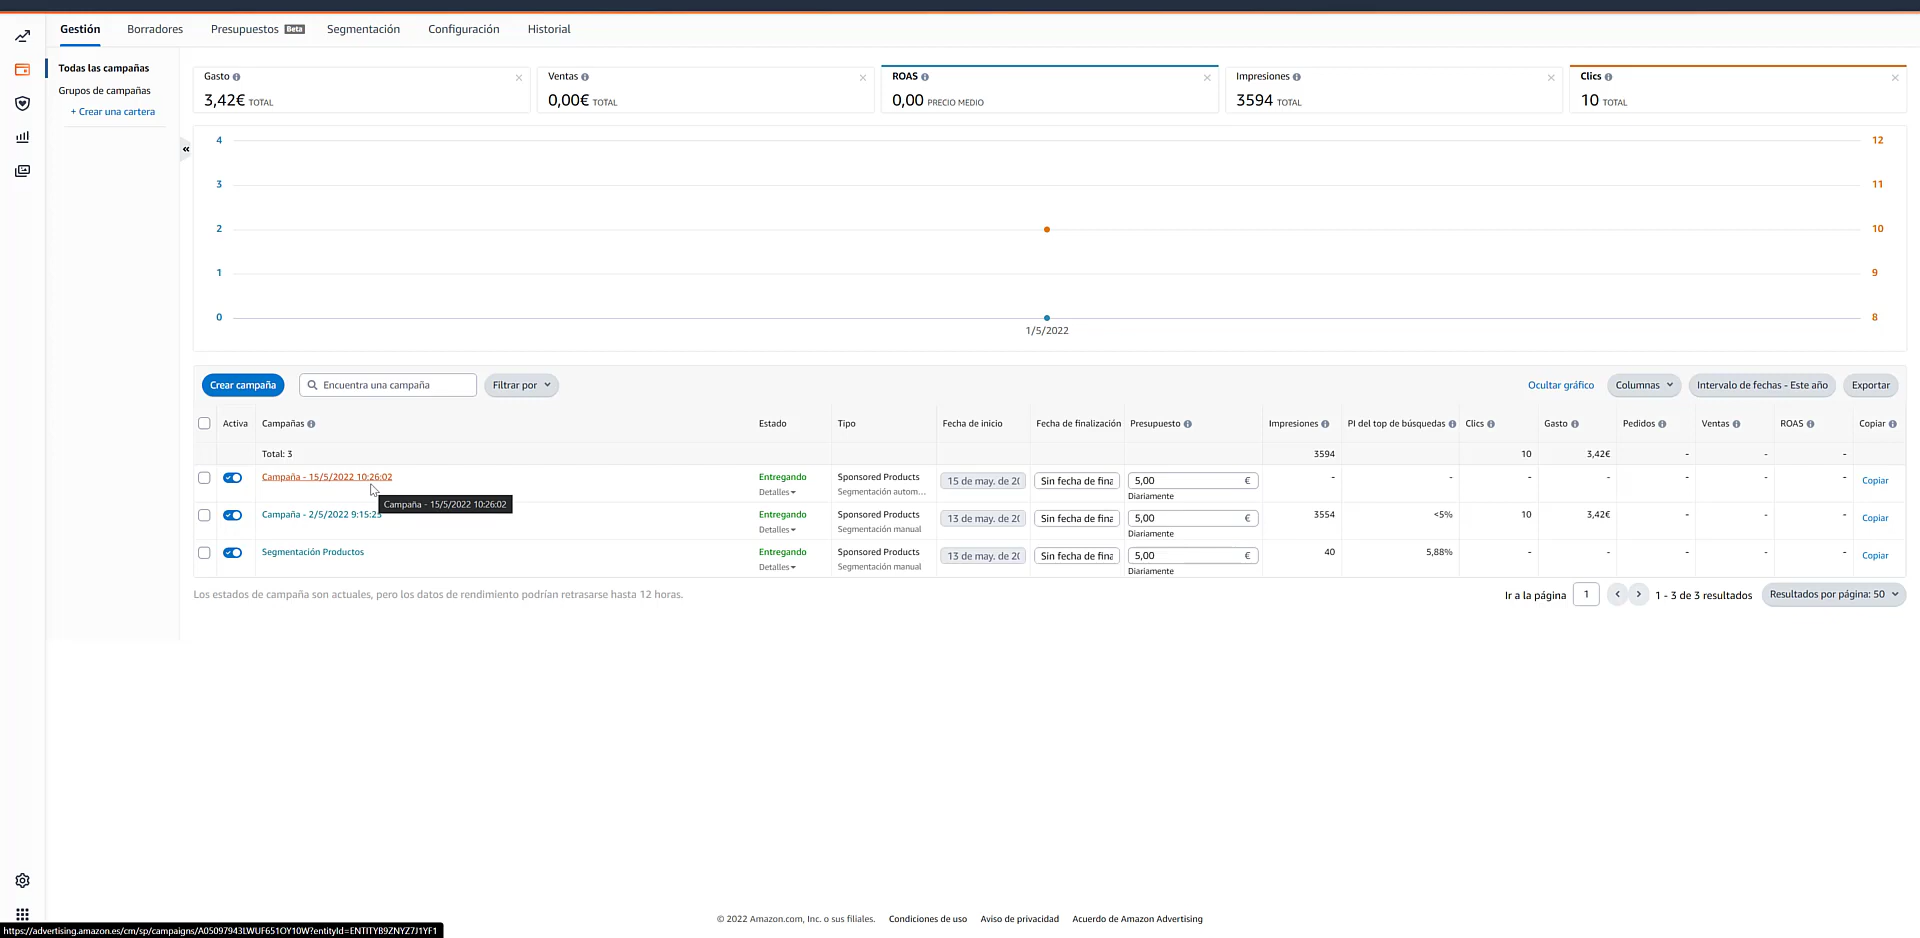 Gestión
Borradores
Presupuestos Beta
Segmentación
Configuración
Historial
Todas las campañas
Grupos de campañas
+ Crear una cartera
«
Gasto
3,42€ TOTAL
Ventas
0,00€ TOTAL
ROAS
0,00 PRECIO MEDIO
Impresiones
3594 TOTAL
Clics
10 TOTAL
4
3
2
1
0
12
11
10
9
8
1/5/2022
Crear campaña
Encuentra una campaña
Filtrar por
Ocultar gráfico
Columnas
Intervalo de fechas - Este año
Exportar
Activa Campañas Estado Tipo Fecha de inicio Fecha de finalización Presupuesto Impresiones PI del top de búsquedas Clics Gasto Pedidos Ventas ROAS Copiar
Total: 3 3594 10 3,42€ - - -
Campaña - 15/5/2022 10:26:02 Entregando Sponsored Products 15 de may. de 20 Sin fecha de fina 5,00 € - - - - - - - Copiar
Detalles Segmentación autom... Diariamente
Campaña - 15/5/2022 10:26:02
Campaña - 2/5/2022 9:15:25 Entregando Sponsored Products 13 de may. de 20 Sin fecha de fina 5,00 € 3554 <5% 10 3,42€ - - - Copiar
Detalles Segmentación manual Diariamente
Segmentación Productos Entregando Sponsored Products 13 de may. de 20 Sin fecha de fina 5,00 € 40 5,88% - - - - - Copiar
Detalles Segmentación manual Diariamente
Los estados de campaña son actuales, pero los datos de rendimiento podrían retrasarse hasta 12 horas.
Ir a la página 1 1 - 3 de 3 resultados Resultados por página: 50
© 2022 Amazon.com, Inc. o sus filiales. Condiciones de uso Aviso de privacidad Acuerdo de Amazon Advertising
https://advertising.amazon.es/cm/sp/campaigns/A05097943LWUF651OY10W?entityId=ENTITYB9ZNYZ7J1YF1